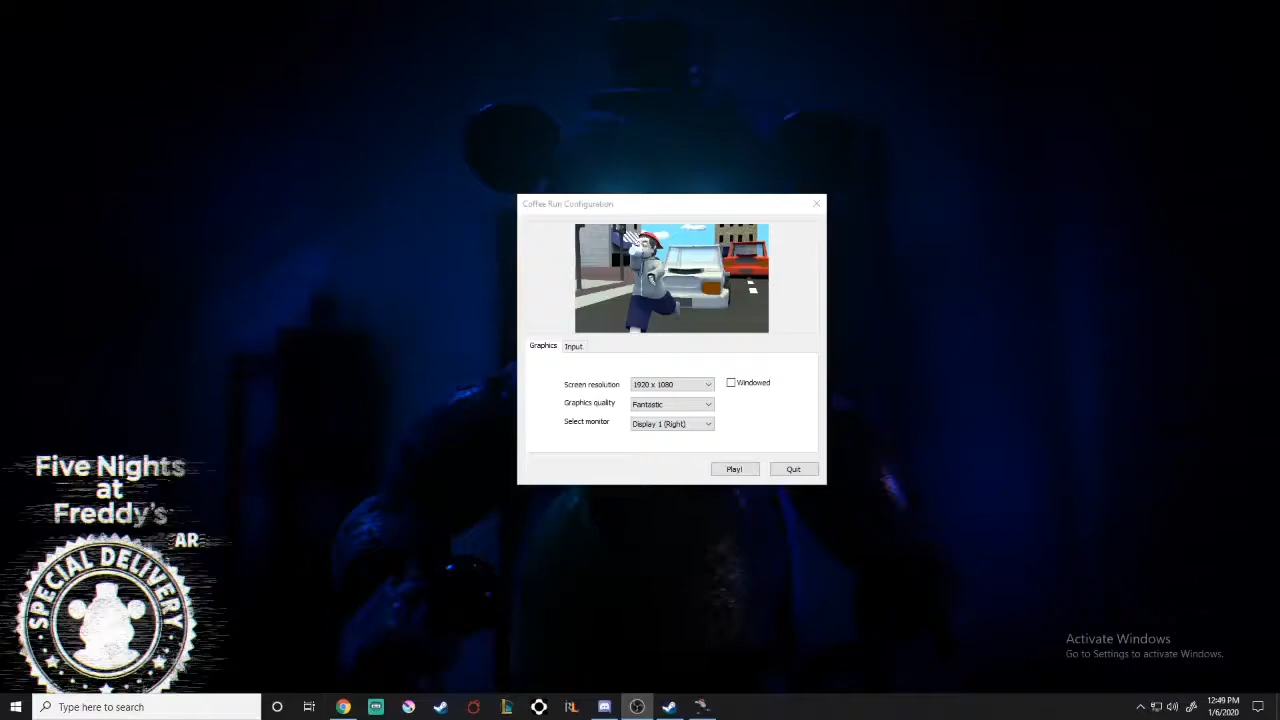 Coffee Run Configuration
Graphics
Input
Screen resolution
1920 x 1080
Windowed
Graphics quality
Fantastic
Select monitor
Display 1 (Right)
Play!
Quit
Five Nights
at
Freddy's
AR
SPECIAL DELIVERY
Activate Windows
Go to Settings to activate Windows.
Type here to search
12:49 PM
1/6/2020